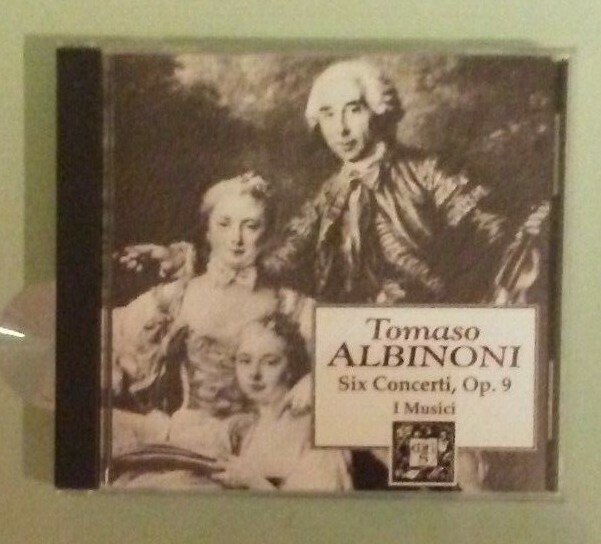 Tomaso
ALBINONI
Six Concerti, Op. 9
I Musici